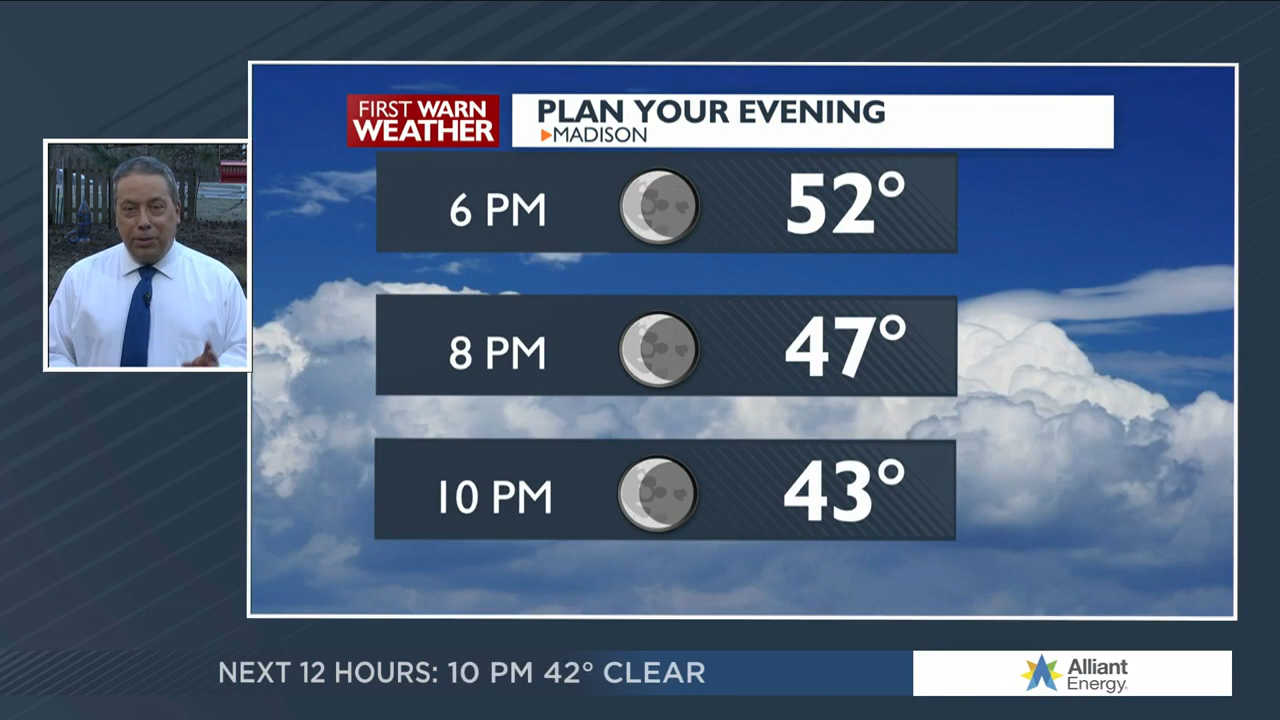 FIRST WARN
WEATHER
PLAN YOUR EVENING
MADISON
6 PM
52°
8 PM
47°
10 PM
43°
NEXT 12 HOURS: 10 PM 42° CLEAR
Alliant
Energy.